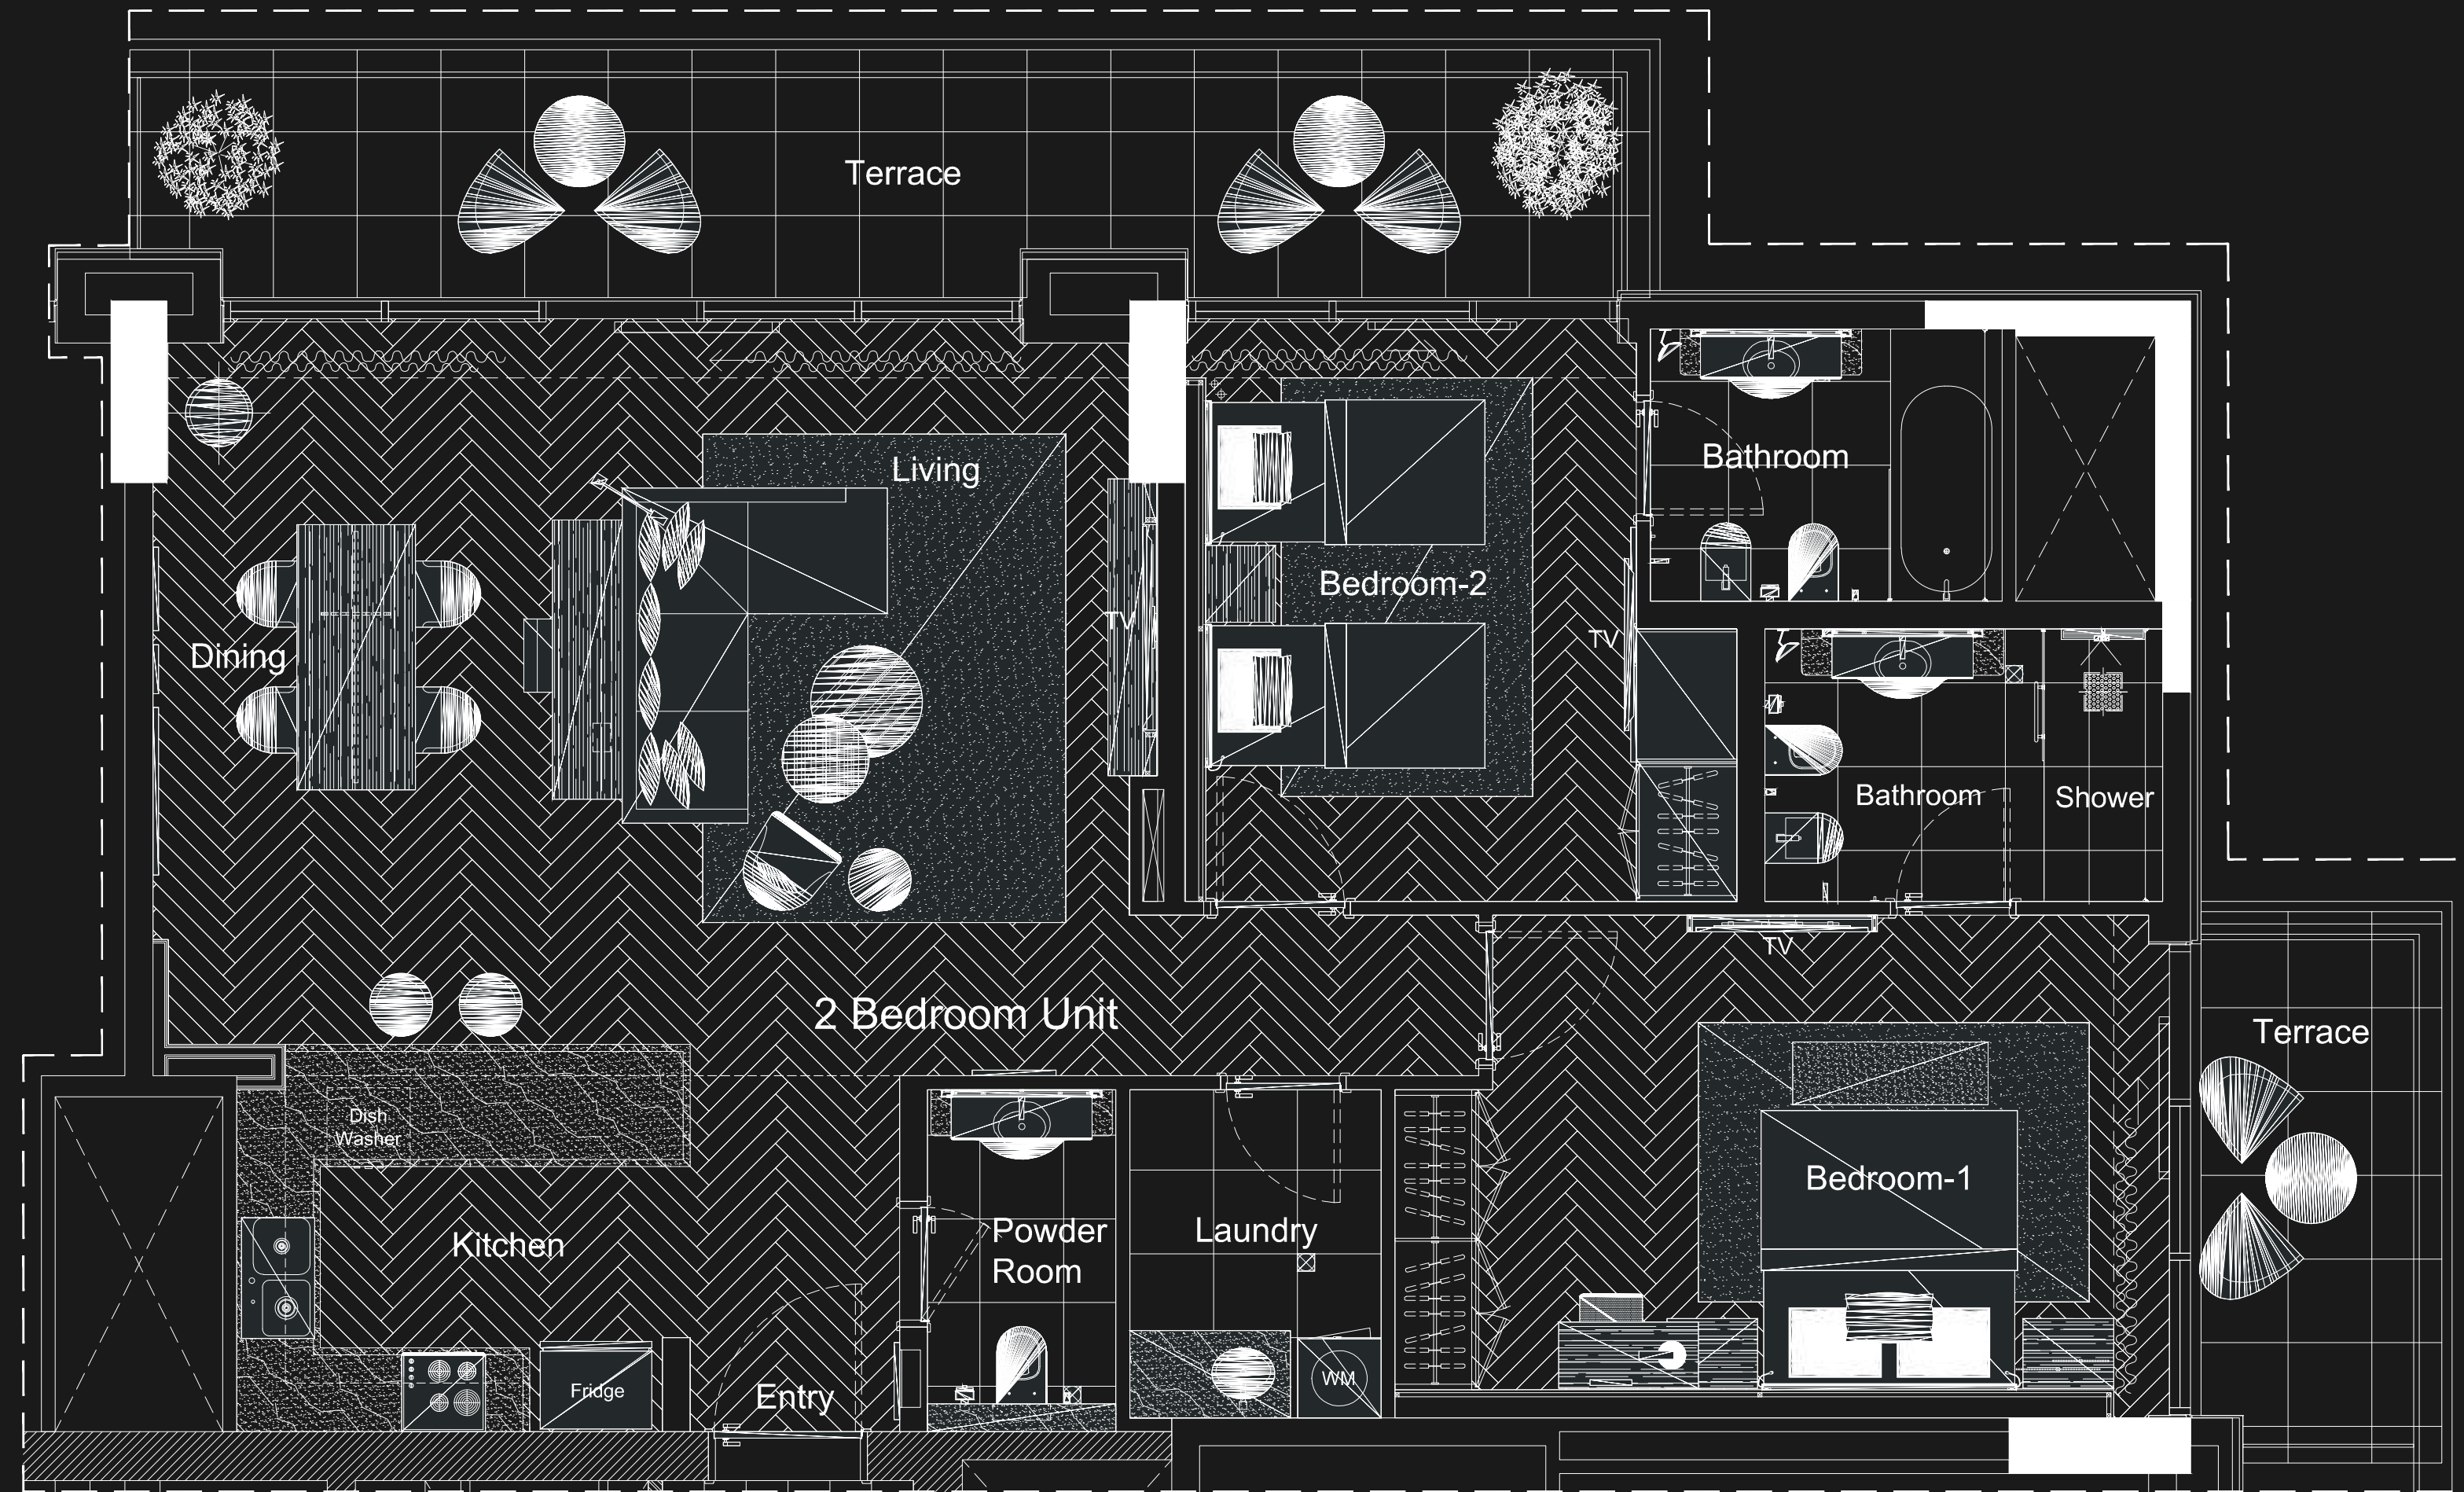 Terrace
Living
Bathroom
Bedroom-2
TV
TV
Dining
Bathroom
Shower
TV
2 Bedroom Unit
Terrace
Dish
Washer
Bedroom-1
Kitchen
Powder
Room
Laundry
Fridge
Entry
WM